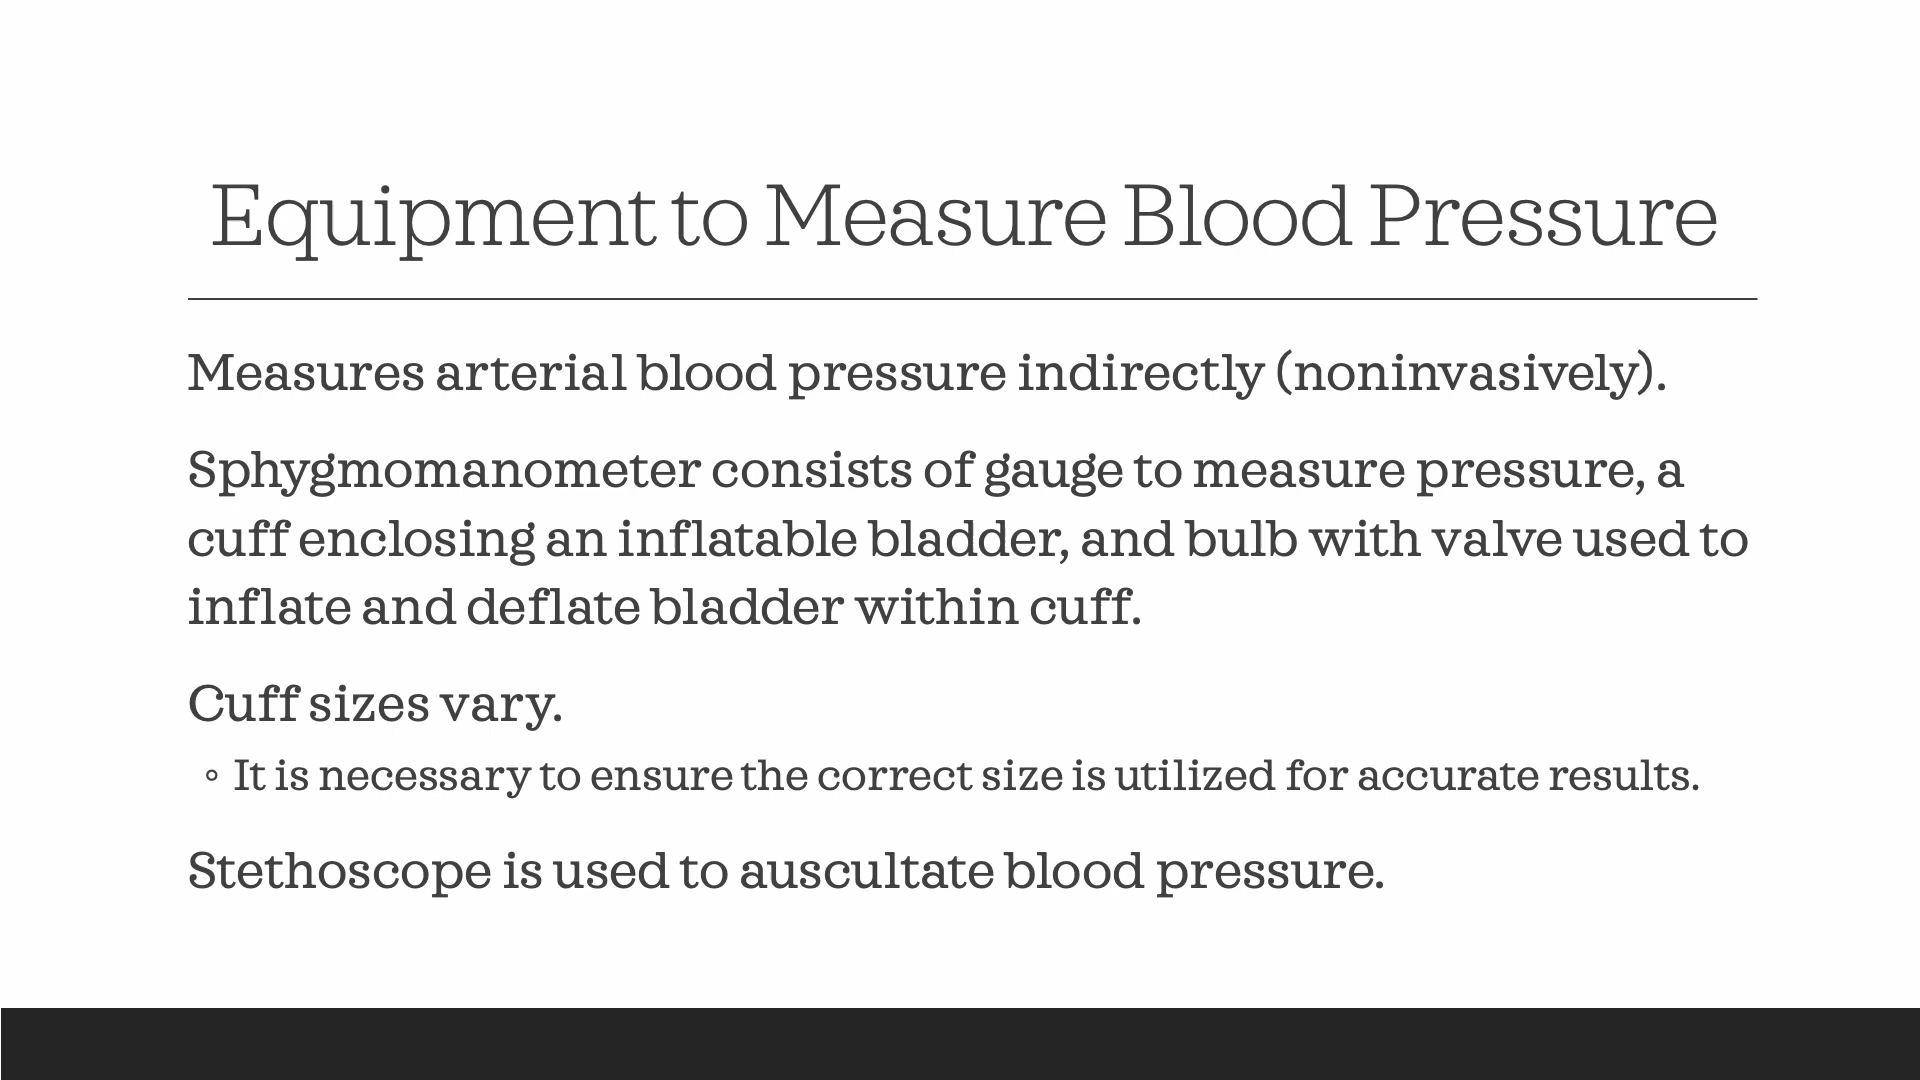 Equipment to Measure Blood Pressure
Measures arterial blood pressure indirectly (noninvasively).
Sphygmomanometer consists of gauge to measure pressure, a
cuff enclosing an inflatable bladder, and bulb with valve used to
inflate and deflate bladder within cuff.
Cuff sizes vary.
◦ It is necessary to ensure the correct size is utilized for accurate results.
Stethoscope is used to auscultate blood pressure.